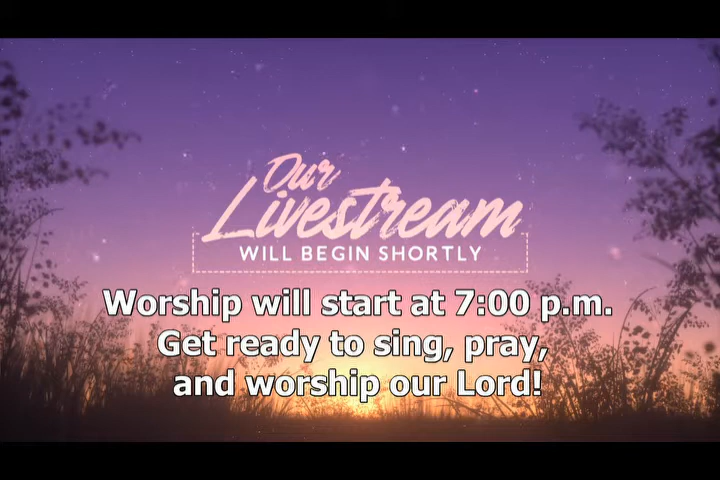 Our
Livestream
WILL BEGIN SHORTLY
Worship will start at 7:00 p.m.
Get ready to sing, pray,
and worship our Lord!